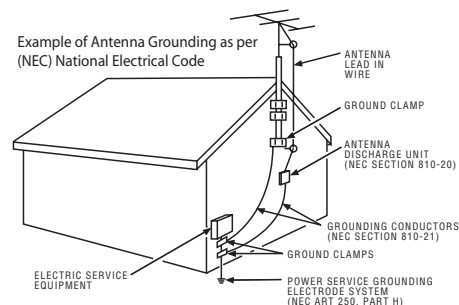 Example of Antenna Grounding as per
(NEC) National Electrical Code
ANTENNA
LEAD IN
WIRE
GROUND CLAMP
ANTENNA
DISCHARGE UNIT
(NEC SECTION 810-20)
GROUNDING CONDUCTORS
(NEC SECTION 810-21)
GROUND CLAMPS
ELECTRIC SERVICE
EQUIPMENT
POWER SERVICE GROUNDING
ELECTRODE SYSTEM
(NEC ART 250, PART H)